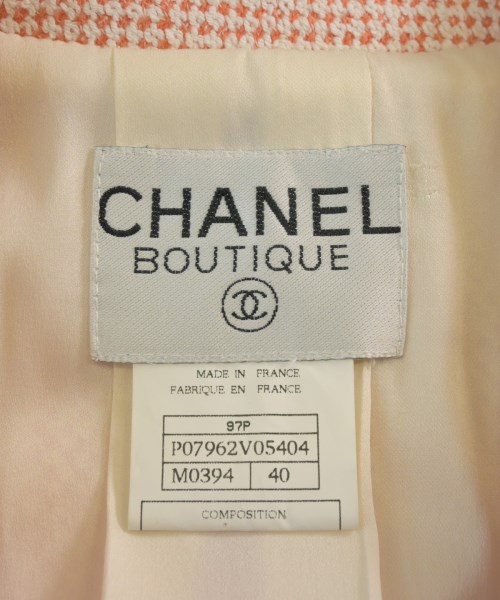 CHANEL
BOUTIQUE
MADE IN FRANCE
FABRIQUE EN FRANCE
97P
P07962V05404
M0394 40
COMPOSITION